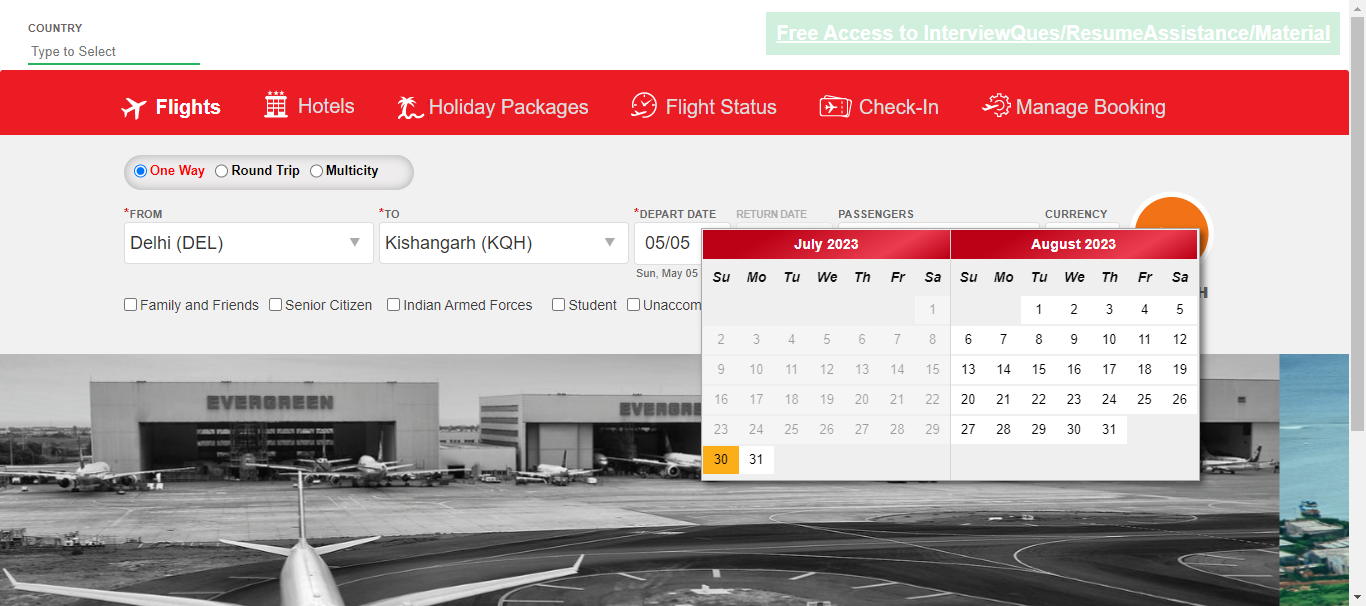 COUNTRY
Type to Select
Free Access to InterviewQues/ResumeAssistance/Material
Flights Hotels Holiday Packages Flight Status Check-In Manage Booking
One Way Round Trip Multicity
*FROM *TO *DEPART DATE RETURN DATE PASSENGERS CURRENCY
Delhi (DEL) Kishangarh (KQH) 05/05
Sun, May 05
Family and Friends Senior Citizen Indian Armed Forces Student Unaccom
H
July 2023
Su Mo Tu We Th Fr Sa
1
2 3 4 5 6 7 8
9 10 11 12 13 14 15
16 17 18 19 20 21 22
23 24 25 26 27 28 29
30 31
August 2023
Su Mo Tu We Th Fr Sa
1 2 3 4 5
6 7 8 9 10 11 12
13 14 15 16 17 18 19
20 21 22 23 24 25 26
27 28 29 30 31
EVERGREEN
EVERGRE